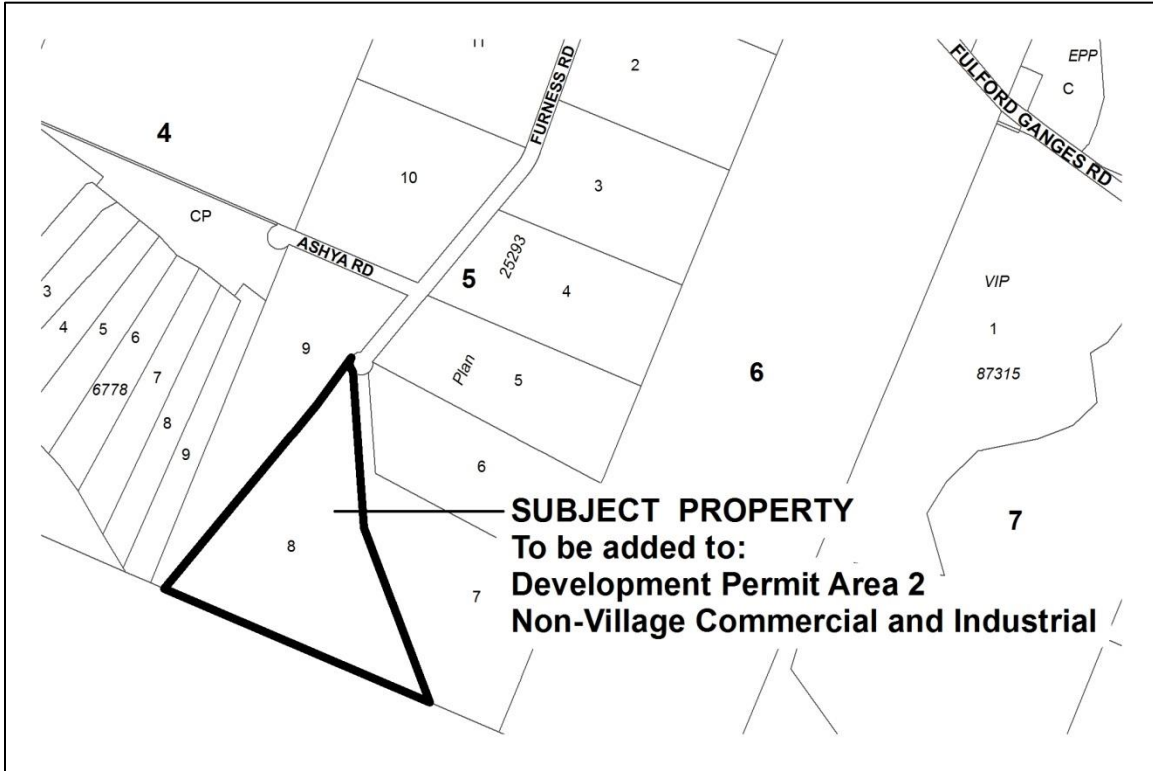 11
2
FURNESS RD
FULFORD GANGES RD
EPP
C
4
10
3
CP
ASHYA RD
5
25293
4
VIP
1
87315
3
4
5
6
7
8
9
6778
9
Plan
5
6
6
SUBJECT PROPERTY
To be added to:
Development Permit Area 2
Non-Village Commercial and Industrial
8
7
7